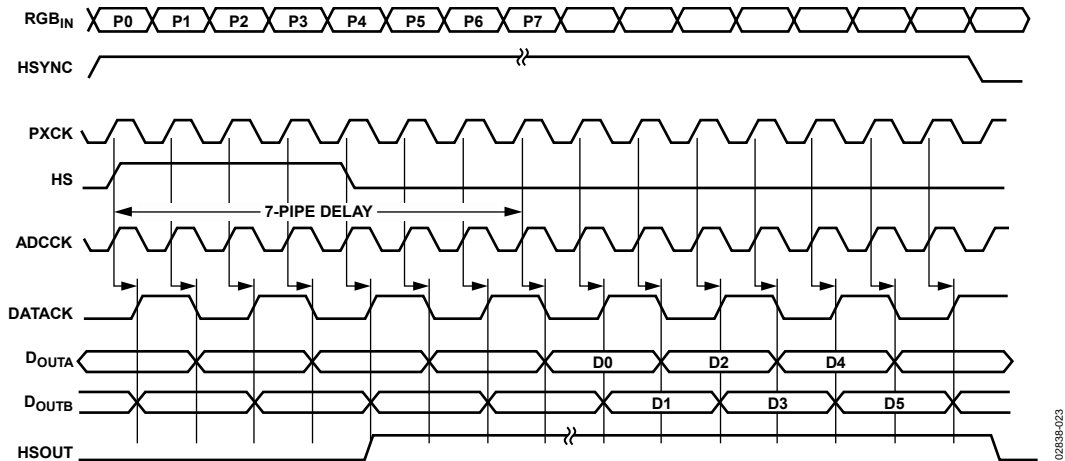 RGBIN P0 P1 P2 P3 P4 P5 P6 P7
HSYNC
PXCK
HS
7-PIPE DELAY
ADCCK
DATACK
DOUTA D0 D2 D4
DOUTB D1 D3 D5
HSOUT
02838-023